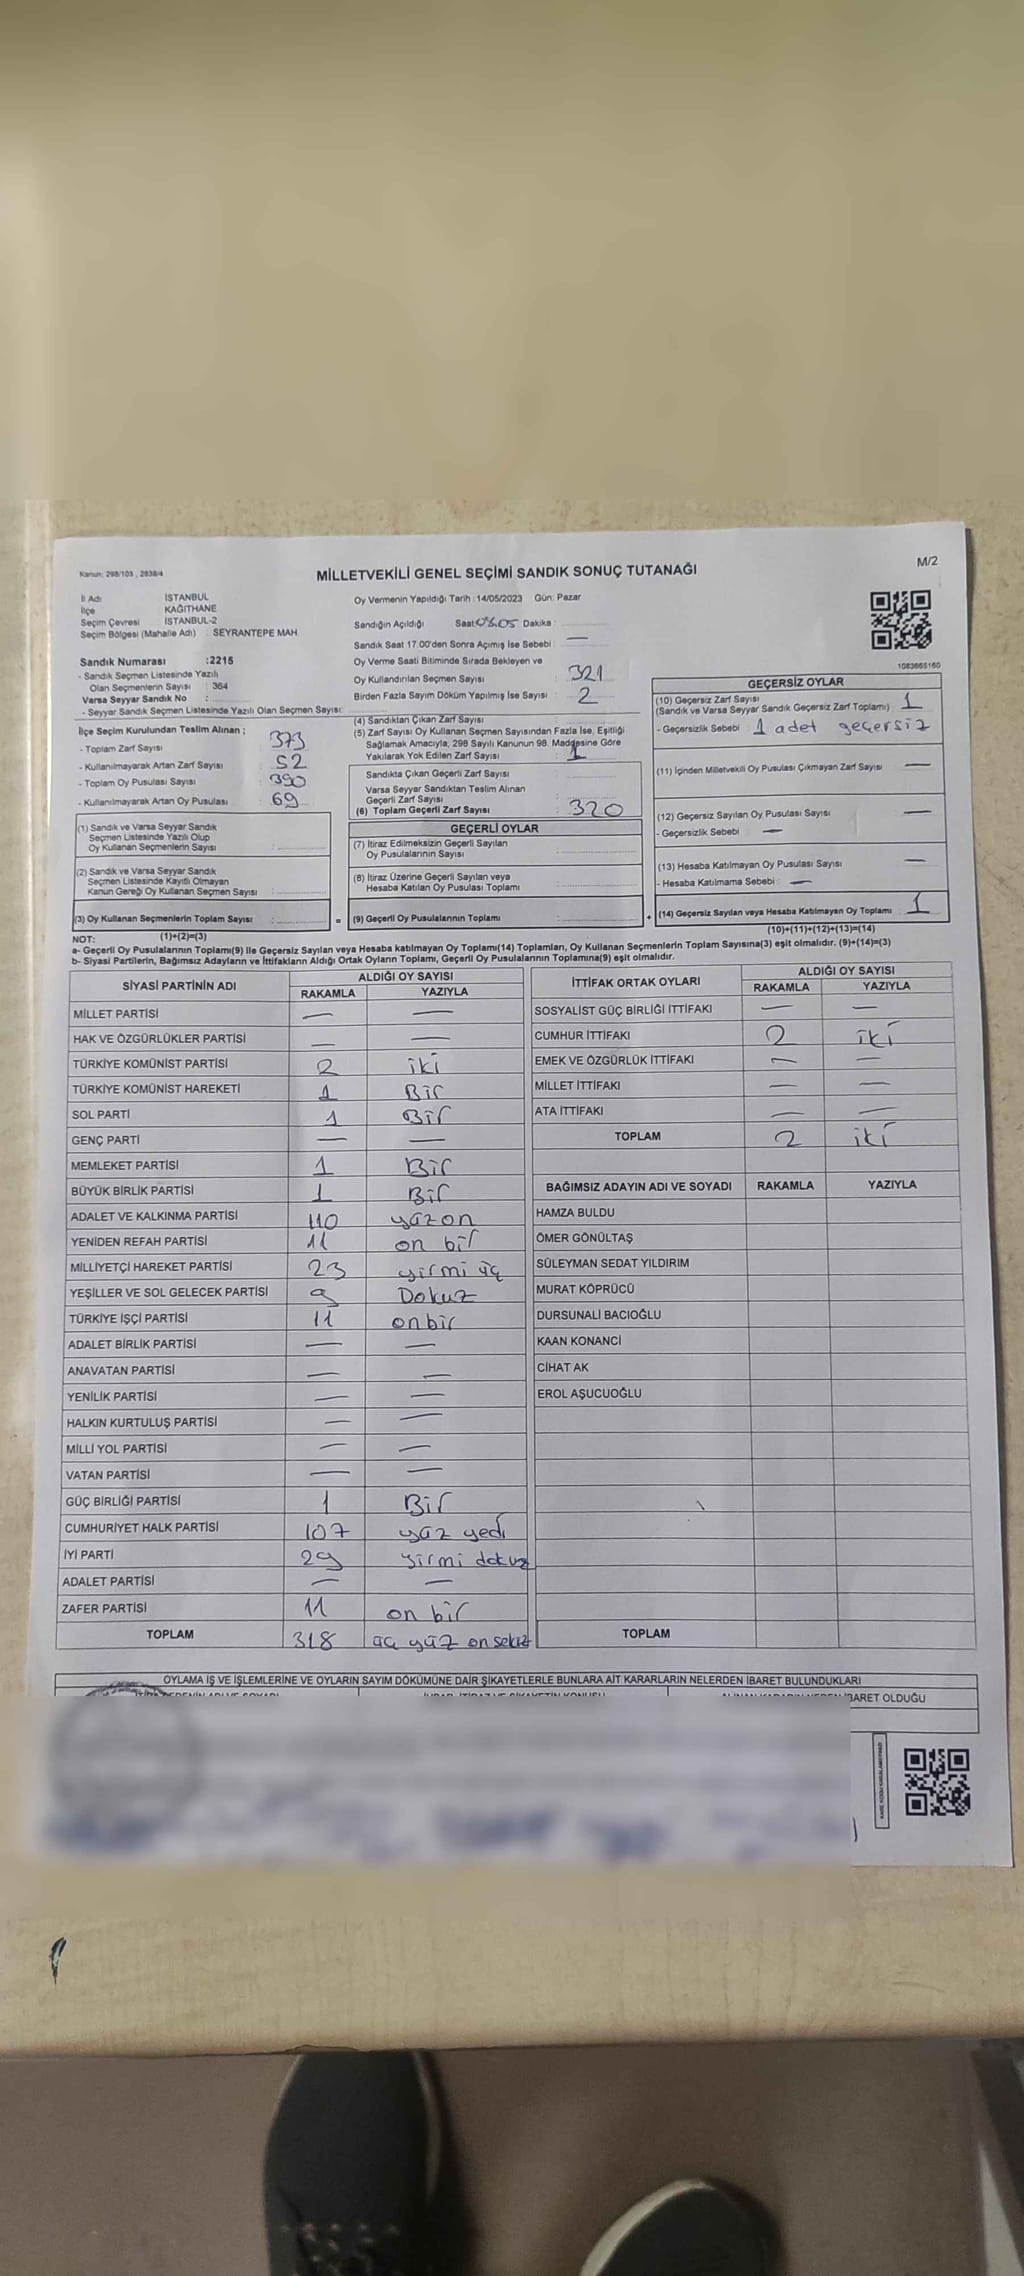 Kanun: 298/105 , 2839/4
MİLLETVEKİLİ GENEL SEÇİMİ SANDIK SONUÇ TUTANAĞI
M/2
İl Adı İSTANBUL
İlçe KAĞITHANE
Seçim Çevresi İSTANBUL-2
Seçim Bölgesi (Mahalle Adı) : SEYRANTEPE MAH
Sandık Numarası :2215
- Sandık Seçmen Listesinde Yazılı
Olan Seçmenlerin Sayısı : 364
Varsa Seyyar Sandık No :
- Seyyar Sandık Seçmen Listesinde Yazılı Olan Seçmen Sayısı:
İlçe Seçim Kurulundan Teslim Alınan ;
- Toplam Zarf Sayısı : 373
- Kullanılmayarak Artan Zarf Sayısı : 52
- Toplam Oy Pusulası Sayısı : 390
- Kullanılmayarak Artan Oy Pusulası : 69
(1) Sandık ve Varsa Seyyar Sandık
Seçmen Listesinde Yazılı Olup
Oy Kullanan Seçmenlerin Sayısı :
(2) Sandık ve Varsa Seyyar Sandık
Seçmen Listesinde Kayıtlı Olmayan
Kanun Gereği Oy Kullanan Seçmen Sayısı :
(3) Oy Kullanan Seçmenlerin Toplam Sayısı :
(1)+(2)=(3)
Oy Vermenin Yapıldığı Tarih : 14/05/2023 Gün: Pazar
Sandığın Açıldığı Saat: Dakika :
Sandık Saat 17.00'den Sonra Açımış İse Sebebi : —
Oy Verme Saati Bitiminde Sırada Bekleyen ve
Oy Kullandırılan Seçmen Sayısı : 321
Birden Fazla Sayım Döküm Yapılmış İse Sayısı : 2
(4) Sandıktan Çıkan Zarf Sayısı :
(5) Zarf Sayısı Oy Kullanan Seçmen Sayısından Fazla İse, Eşitliği
Sağlamak Amacıyla, 298 Sayılı Kanunun 98. Maddesine Göre
Yakılarak Yok Edilen Zarf Sayısı : 1
Sandıkta Çıkan Geçerli Zarf Sayısı :
Varsa Seyyar Sandıktan Teslim Alınan
Geçerli Zarf Sayısı :
(6) Toplam Geçerli Zarf Sayısı : 320
GEÇERLİ OYLAR
(7) İtiraz Edilmeksizin Geçerli Sayılan
Oy Pusulalarının Sayısı :
(8) İtiraz Üzerine Geçerli Sayılan veya
Hesaba Katılan Oy Pusulası Toplamı :
= (9) Geçerli Oy Pusulalarının Toplamı :
1083665160
GEÇERSİZ OYLAR
(10) Geçersiz Zarf Sayısı
(Sandık ve Varsa Seyyar Sandık Geçersiz Zarf Toplamı) : 1
- Geçersizlik Sebebi : 1 adet geçersiz
(11) İçinden Milletvekili Oy Pusulası Çıkmayan Zarf Sayısı : —
(12) Geçersiz Sayılan Oy Pusulası Sayısı : —
- Geçersizlik Sebebi : —
(13) Hesaba Katılmayan Oy Pusulası Sayısı : —
- Hesaba Katılmama Sebebi : —
+ (14) Geçersiz Sayılan veya Hesaba Katılmayan Oy Toplamı : 1
(10)+(11)+(12)+(13)=(14)
NOT:
a- Geçerli Oy Pusulalarının Toplamı(9) ile Geçersiz Sayılan veya Hesaba katılmayan Oy Toplamı(14) Toplamları, Oy Kullanan Seçmenlerin Toplam Sayısına(3) eşit olmalıdır. (9)+(14)=(3)
b- Siyasi Partilerin, Bağımsız Adayların ve İttifakların Aldığı Ortak Oyların Toplamı, Geçerli Oy Pusulalarının Toplamına(9) eşit olmalıdır.
SİYASİ PARTİNİN ADI ALDIĞI OY SAYISI
RAKAMLA YAZIYLA
MİLLET PARTİSİ — —
HAK VE ÖZGÜRLÜKLER PARTİSİ — —
TÜRKİYE KOMÜNİST PARTİSİ 2 iki
TÜRKİYE KOMÜNİST HAREKETİ 1 Bir
SOL PARTİ 1 Bir
GENÇ PARTİ — —
MEMLEKET PARTİSİ 1 Bir
BÜYÜK BİRLİK PARTİSİ 1 Bir
ADALET VE KALKINMA PARTİSİ 110 yüz on
YENİDEN REFAH PARTİSİ 11 on bir
MİLLİYETÇİ HAREKET PARTİSİ 23 yirmi üç
YEŞİLLER VE SOL GELECEK PARTİSİ 9 Dokuz
TÜRKİYE İŞÇİ PARTİSİ 11 onbir
ADALET BİRLİK PARTİSİ — —
ANAVATAN PARTİSİ — —
YENİLİK PARTİSİ — —
HALKIN KURTULUŞ PARTİSİ — —
MİLLİ YOL PARTİSİ — —
VATAN PARTİSİ — —
GÜÇ BİRLİĞİ PARTİSİ 1 Bir
CUMHURİYET HALK PARTİSİ 107 yüz yedi
İYİ PARTİ 29 yirmi dokuz
ADALET PARTİSİ — —
ZAFER PARTİSİ 11 on bir
TOPLAM 318 üç yüz on sekiz
İTTİFAK ORTAK OYLARI ALDIĞI OY SAYISI
RAKAMLA YAZIYLA
SOSYALİST GÜÇ BİRLİĞİ İTTİFAKI — —
CUMHUR İTTİFAKI 2 iki
EMEK VE ÖZGÜRLÜK İTTİFAKI — —
MİLLET İTTİFAKI — —
ATA İTTİFAKI — —
TOPLAM 2 iki
BAĞIMSIZ ADAYIN ADI VE SOYADI RAKAMLA YAZIYLA
HAMZA BULDU
ÖMER GÖNÜLTAŞ
SÜLEYMAN SEDAT YILDIRIM
MURAT KÖPRÜCÜ
DURSUNALİ BACIOĞLU
KAAN KONANCİ
CİHAT AK
EROL AŞUCUOĞLU
TOPLAM
OYLAMA İŞ VE İŞLEMLERİNE VE OYLARIN SAYIM DÖKÜMÜNE DAİR ŞİKAYETLERLE BUNLARA AİT KARARLARIN NELERDEN İBARET BULUNDUKLARI
İBARET OLDUĞU